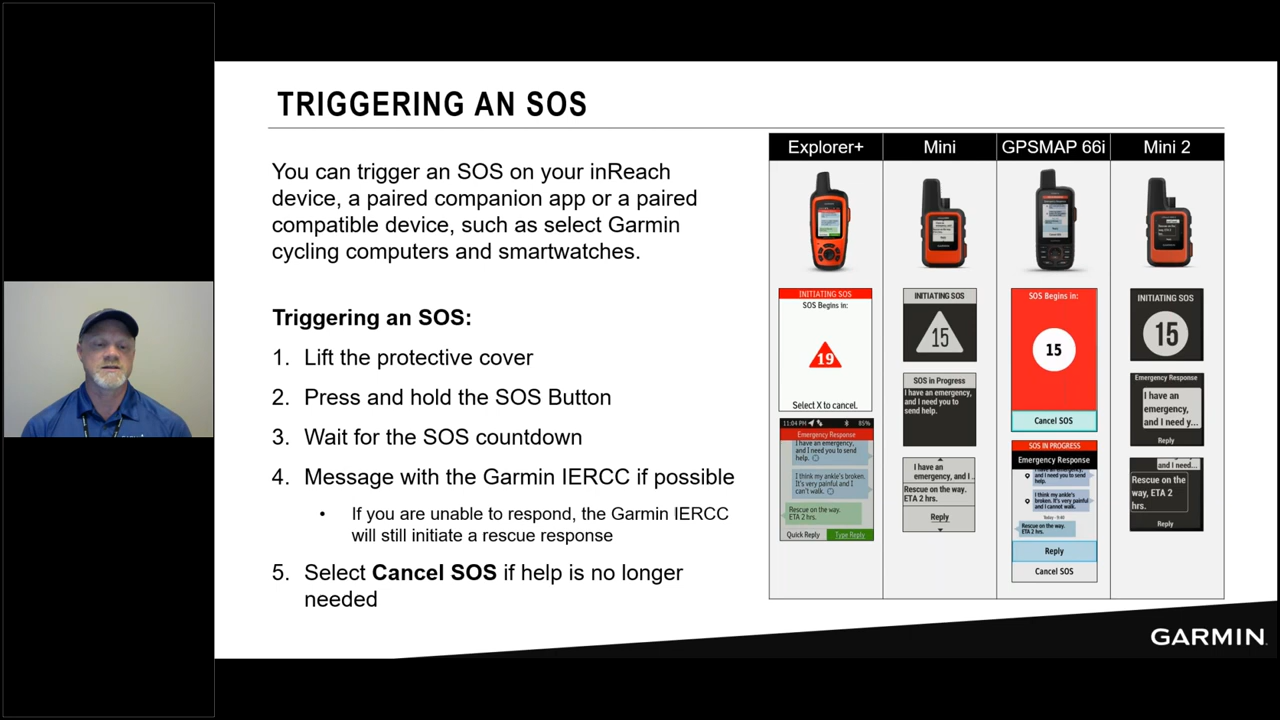 TRIGGERING AN SOS
You can trigger an SOS on your inReach
device, a paired companion app or a paired
compatible device, such as select Garmin
cycling computers and smartwatches.
Triggering an SOS:
1. Lift the protective cover
2. Press and hold the SOS Button
3. Wait for the SOS countdown
4. Message with the Garmin IERCC if possible
• If you are unable to respond, the Garmin IERCC
will still initiate a rescue response
5. Select Cancel SOS if help is no longer
needed
Explorer+
INITIATING SOS
SOS Begins in:
19
Select X to cancel.
11:04 PM 85%
Emergency Response
I have an emergency,
and I need you to send
help.
I think my ankle's broken.
It's very painful and I
can't walk.
Rescue on the way.
ETA 2 hrs.
Quick Reply Type Reply
Mini
INITIATING SOS
15
SOS in Progress
I have an emergency,
and I need you to
send help.
I have an
emergency, and I ..
Rescue on the way.
ETA 2 hrs.
Reply
GPSMAP 66i
SOS Begins in:
15
Cancel SOS
SOS IN PROGRESS
Emergency Response
and I need you to send
help.
I think my ankle's
broken. It's very painful
and I cannot walk.
Rescue on the way.
ETA 2 hrs.
Reply
Cancel SOS
Mini 2
INITIATING SOS
15
Emergency Response
I have an
emergency,
and I need y...
Reply
and I need...
Rescue on the
way, ETA 2
hrs.
Reply
GARMIN